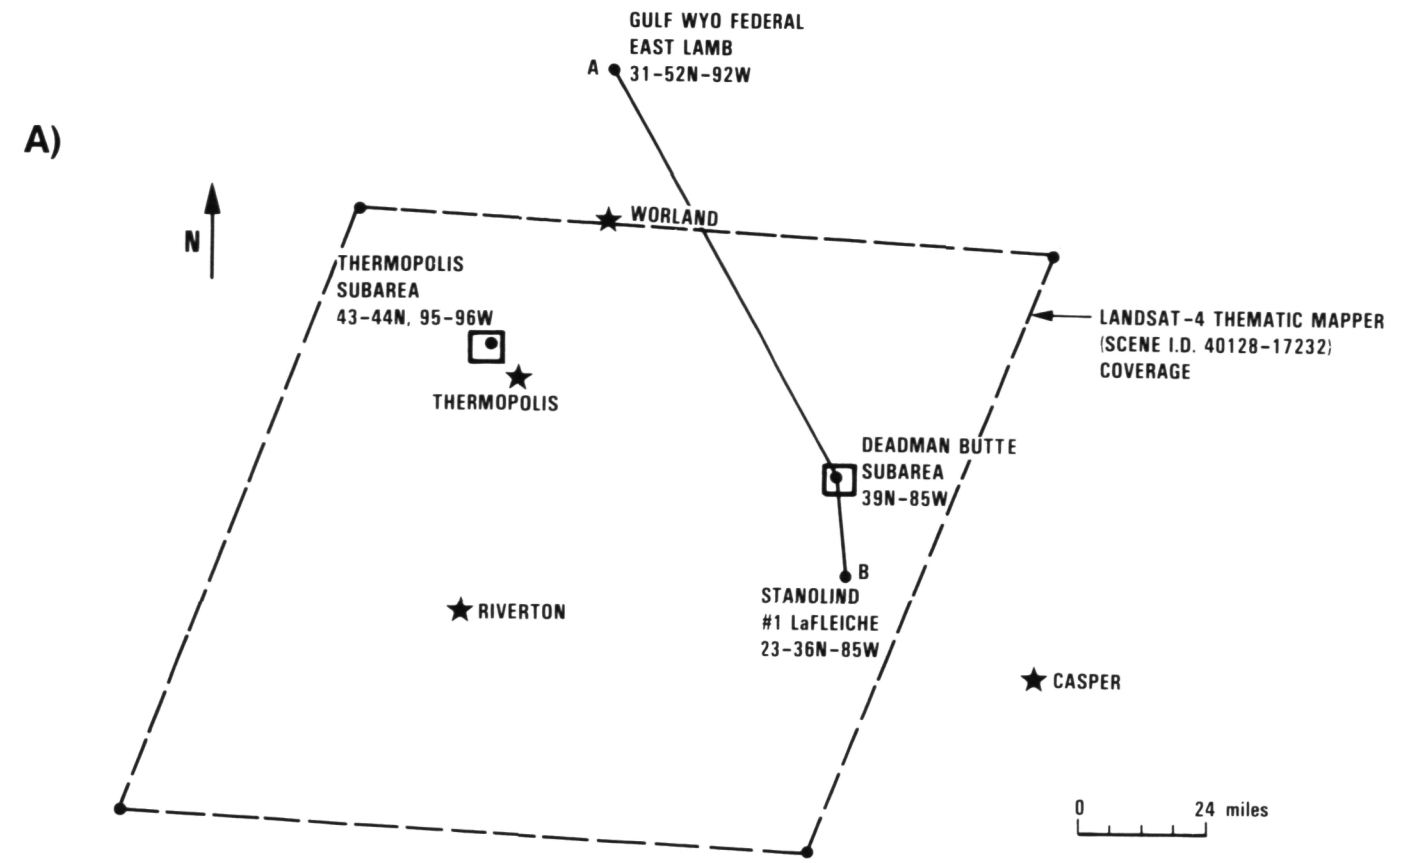 GULF WYO FEDERAL
EAST LAMB
A 31-52N-92W
A)
N
WORLAND
THERMOPOLIS
SUBAREA
43-44N, 95-96W
THERMOPOLIS
LANDSAT-4 THEMATIC MAPPER
(SCENE I.D. 40128-17232)
COVERAGE
DEADMAN BUTTE
SUBAREA
39N-85W
B
STANOLIND
#1 LaFLEICHE
23-36N-85W
RIVERTON
CASPER
0 24 miles